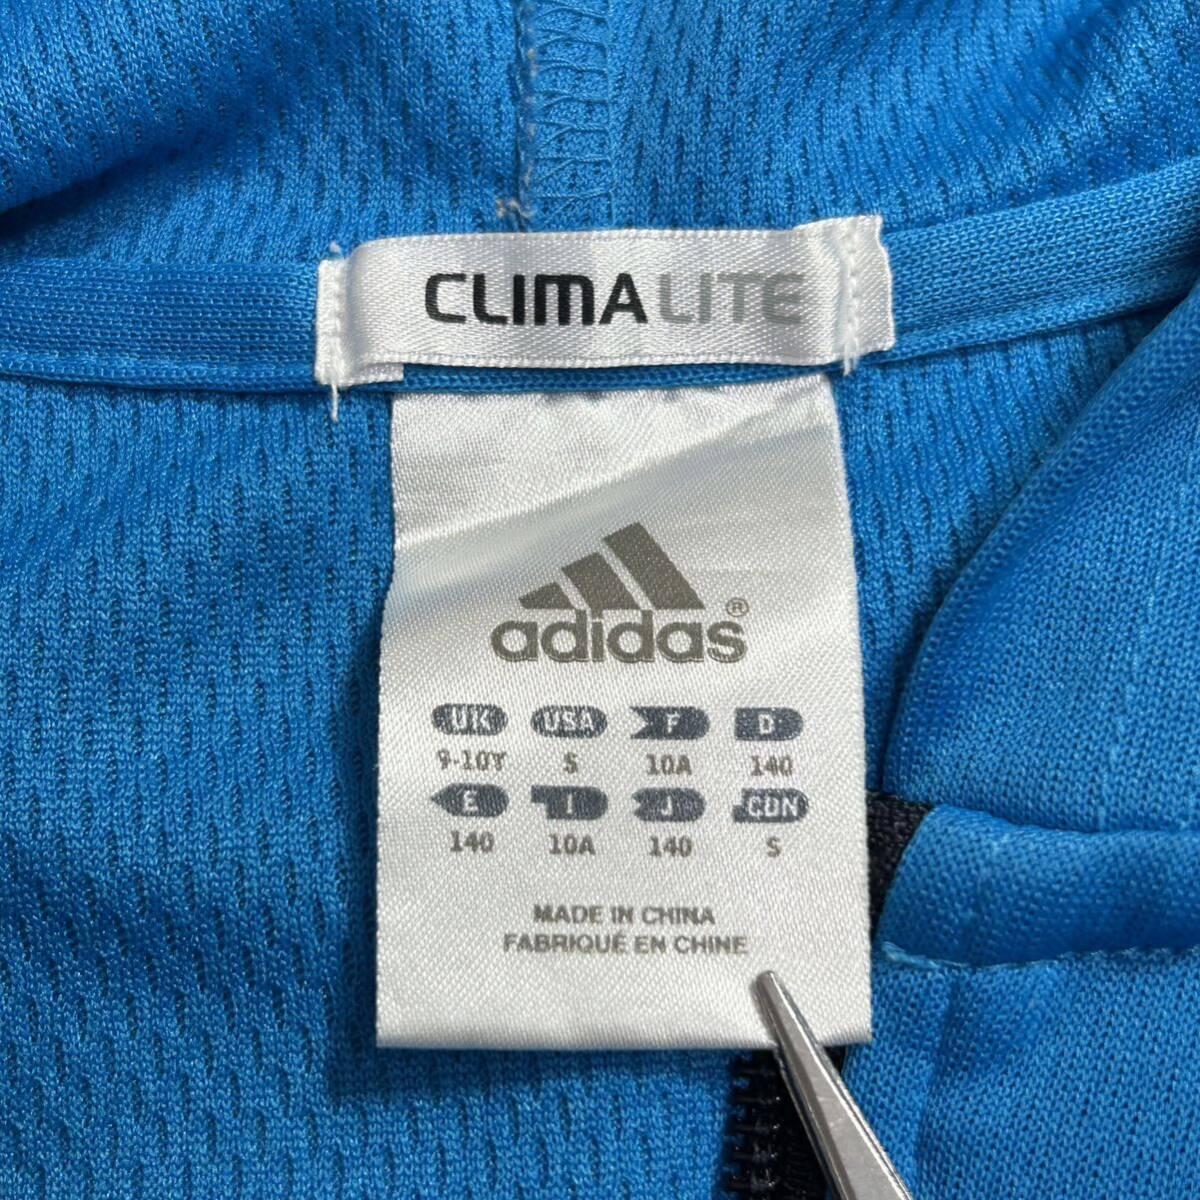 CLIMALITE
adidas®
UK USA F D
9-10Y S 10A 140
E I J CDN
140 10A 140 S
MADE IN CHINA
FABRIQUÉ EN CHINE